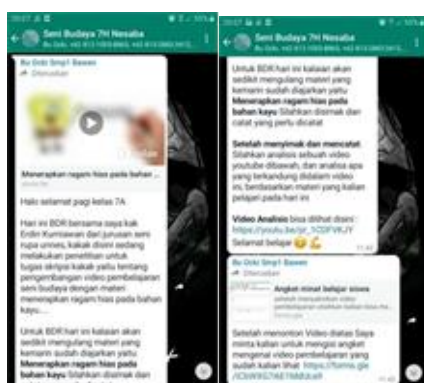 Seni Budaya 7H Nesaba
Bu Ocki Smp1 Bawen
Diteruskan
Menerapkan ragam hias pada bahan ...
Halo selamat pagi kelas 7A
Hari ini BDR bersama saya kak
Erdin Kurniawan dari jurusan seni
rupa unnes, kakak disini sedang
melakukan penelitian untuk
tugas skripsi kakak yaitu tentang
pengembangan video pembelajaran
seni budaya dengan materi
menerapkan ragam hias pada bahan
kayu...
Untuk BDR hari ini kalaian akan
sedikit mengulang materi yang
kemarin sudah diajarkan yaitu
Menerapkan ragam hias pada
bahan kayu Silahkan disimak dan
Seni Budaya 7H Nesaba
Untuk BDR hari ini kalaian akan
sedikit mengulang materi yang
kemarin sudah diajarkan yaitu
Menerapkan ragam hias pada
bahan kayu Silahkan disimak dan
catat yang perlu dicatat
Setelah menyimak dan mencatat
Silahkan analisis sebuah video
youtube dibawah, dan analisis apa
yang terkandung didalam video
ini, berdasarkan materi yang kalian
pelajari pada hari ini
Video Analisis bisa dilihat disini :
Selamat belajar
Bu Ocki Smp1 Bawen
Diteruskan
Angket minat belajar siswa
Setelah menonton Video diatas Saya
minta kalian untuk mengisi angket
mengenai video pembelajaran yang
sudah kalian lihat